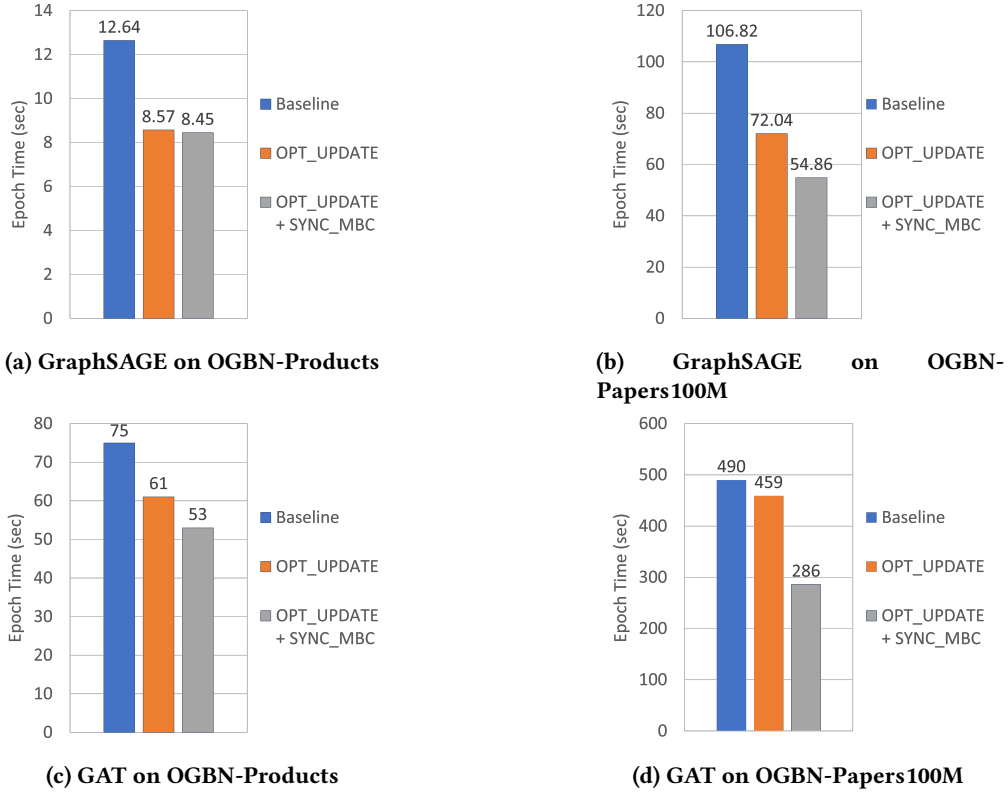 14
12
10
8
6
4
2
0
Epoch Time (sec)
12.64
8.57
8.45
Baseline
OPT_UPDATE
OPT_UPDATE
+ SYNC_MBC
(a) GraphSAGE on OGBN-Products
120
100
80
60
40
20
0
Epoch Time (sec)
106.82
72.04
54.86
Baseline
OPT_UPDATE
OPT_UPDATE
+ SYNC_MBC
(b) GraphSAGE on OGBN-
Papers100M
80
70
60
50
40
30
20
10
0
Epoch Time (sec)
75
61
53
Baseline
OPT_UPDATE
OPT_UPDATE
+ SYNC_MBC
(c) GAT on OGBN-Products
600
500
400
300
200
100
0
Epoch Time (sec)
490
459
286
Baseline
OPT_UPDATE
OPT_UPDATE
+ SYNC_MBC
(d) GAT on OGBN-Papers100M